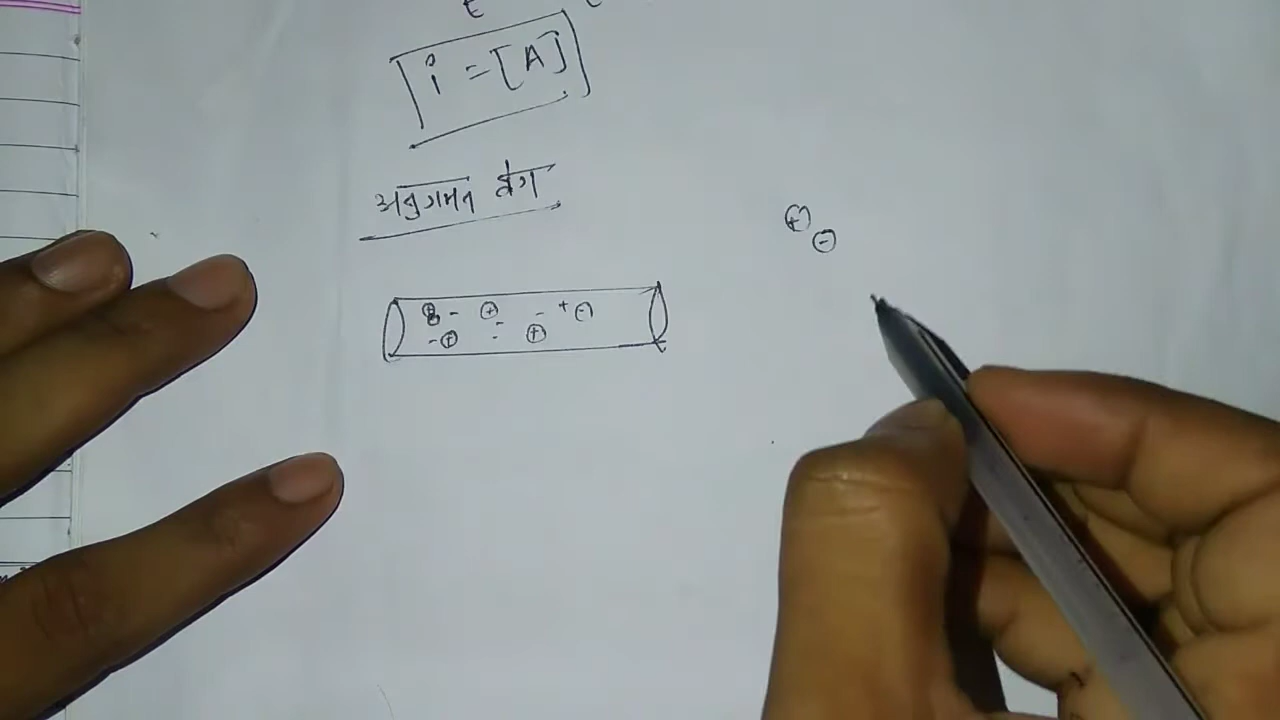 i = [A]
अनुगमन वेग
⊕
⊖
⊕ - ⊕ - + ⊖
- ⊕ - - ⊕